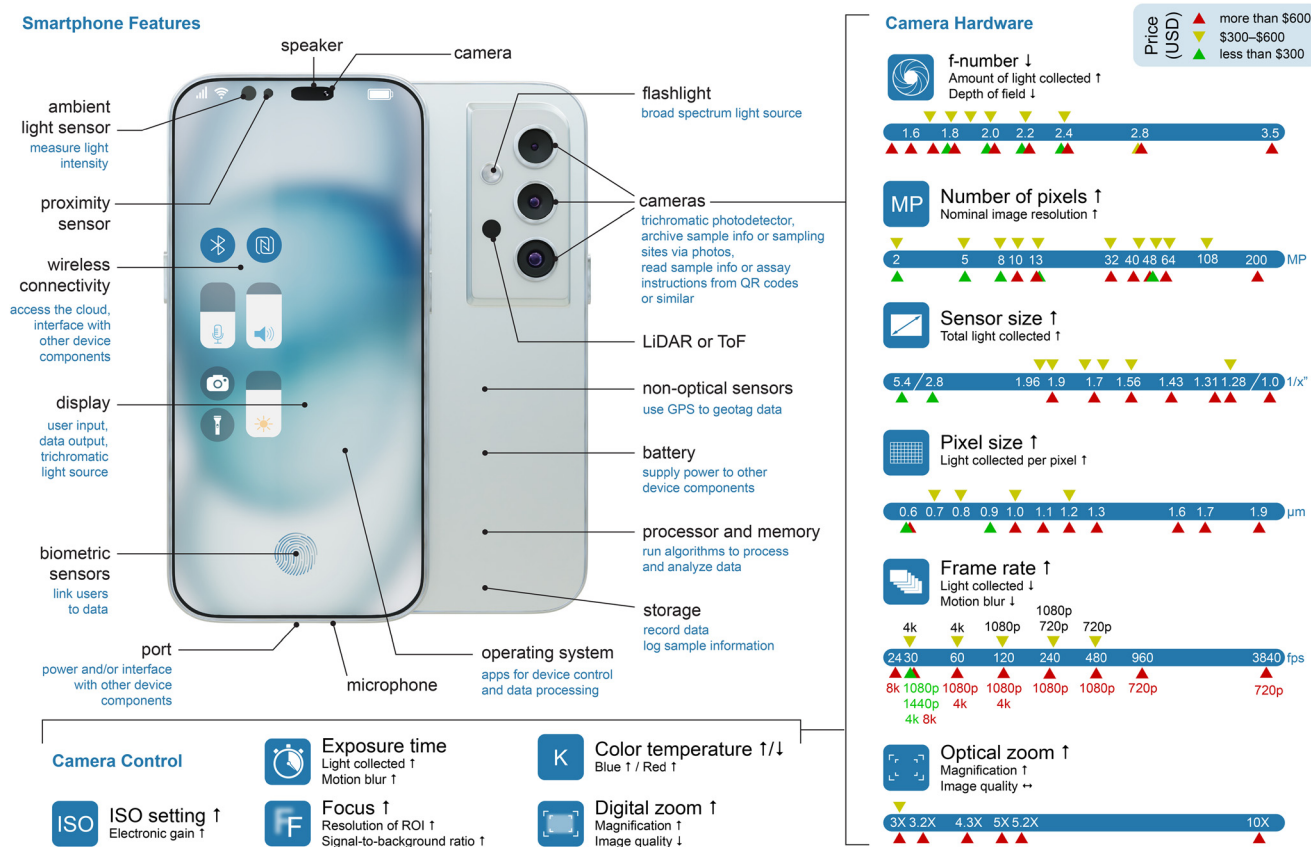 Smartphone Features
speaker
camera
ambient
light sensor
measure light
intensity
proximity
sensor
wireless
connectivity
access the cloud,
interface with
other device
components
display
user input,
data output,
trichromatic
light source
biometric
sensors
link users
to data
port
power and/or interface
with other device
components
microphone
operating system
apps for device control
and data processing
flashlight
broad spectrum light source
cameras
trichromatic photodetector,
archive sample info or sampling
sites via photos,
read sample info or assay
instructions from QR codes
or similar
LiDAR or ToF
non-optical sensors
use GPS to geotag data
battery
supply power to other
device components
processor and memory
run algorithms to process
and analyze data
storage
record data
log sample information
Camera Hardware
Price
(USD)
more than $600
$300–$600
less than $300
f-number ↓
Amount of light collected ↑
Depth of field ↓
1.6 1.8 2.0 2.2 2.4 2.8 3.5
MP
Number of pixels ↑
Nominal image resolution ↑
2 5 8 10 13 32 40 48 64 108 200 MP
Sensor size ↑
Total light collected ↑
5.4 / 2.8 1.96 1.9 1.7 1.56 1.43 1.31 1.28 / 1.0 1/x"
Pixel size ↑
Light collected per pixel ↑
0.6 0.7 0.8 0.9 1.0 1.1 1.2 1.3 1.6 1.7 1.9 µm
Frame rate ↑
Light collected ↓
Motion blur ↓
1080p
4k 4k 1080p 720p 720p
24 30 60 120 240 480 960 3840 fps
8k 1080p 1080p 1080p 1080p 1080p 720p 720p
1440p 4k 4k
4k 8k
Optical zoom ↑
Magnification ↑
Image quality ↔
3X 3.2X 4.3X 5X 5.2X 10X
Camera Control
ISO
ISO setting ↑
Electronic gain ↑
Exposure time
Light collected ↑
Motion blur ↑
F F
Focus ↑
Resolution of ROI ↑
Signal-to-background ratio ↑
K
Color temperature ↑/↓
Blue ↑ / Red ↑
Digital zoom ↑
Magnification ↑
Image quality ↓